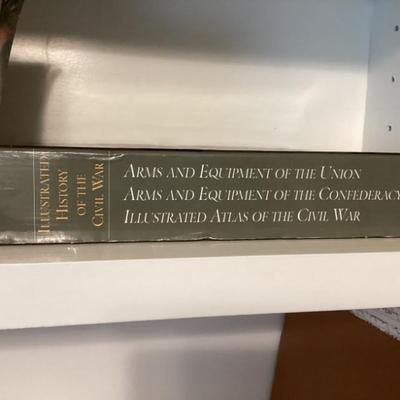 ILLUSTRATED
HISTORY
OF THE
CIVIL WAR
ARMS AND EQUIPMENT OF THE UNION
ARMS AND EQUIPMENT OF THE CONFEDERACY
ILLUSTRATED ATLAS OF THE CIVIL WAR